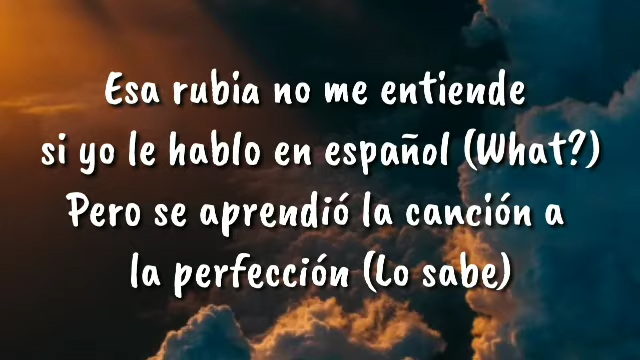 Esa rubia no me entiende
si yo le hablo en español (What?)
Pero se aprendió la canción a
la perfección (Lo sabe)